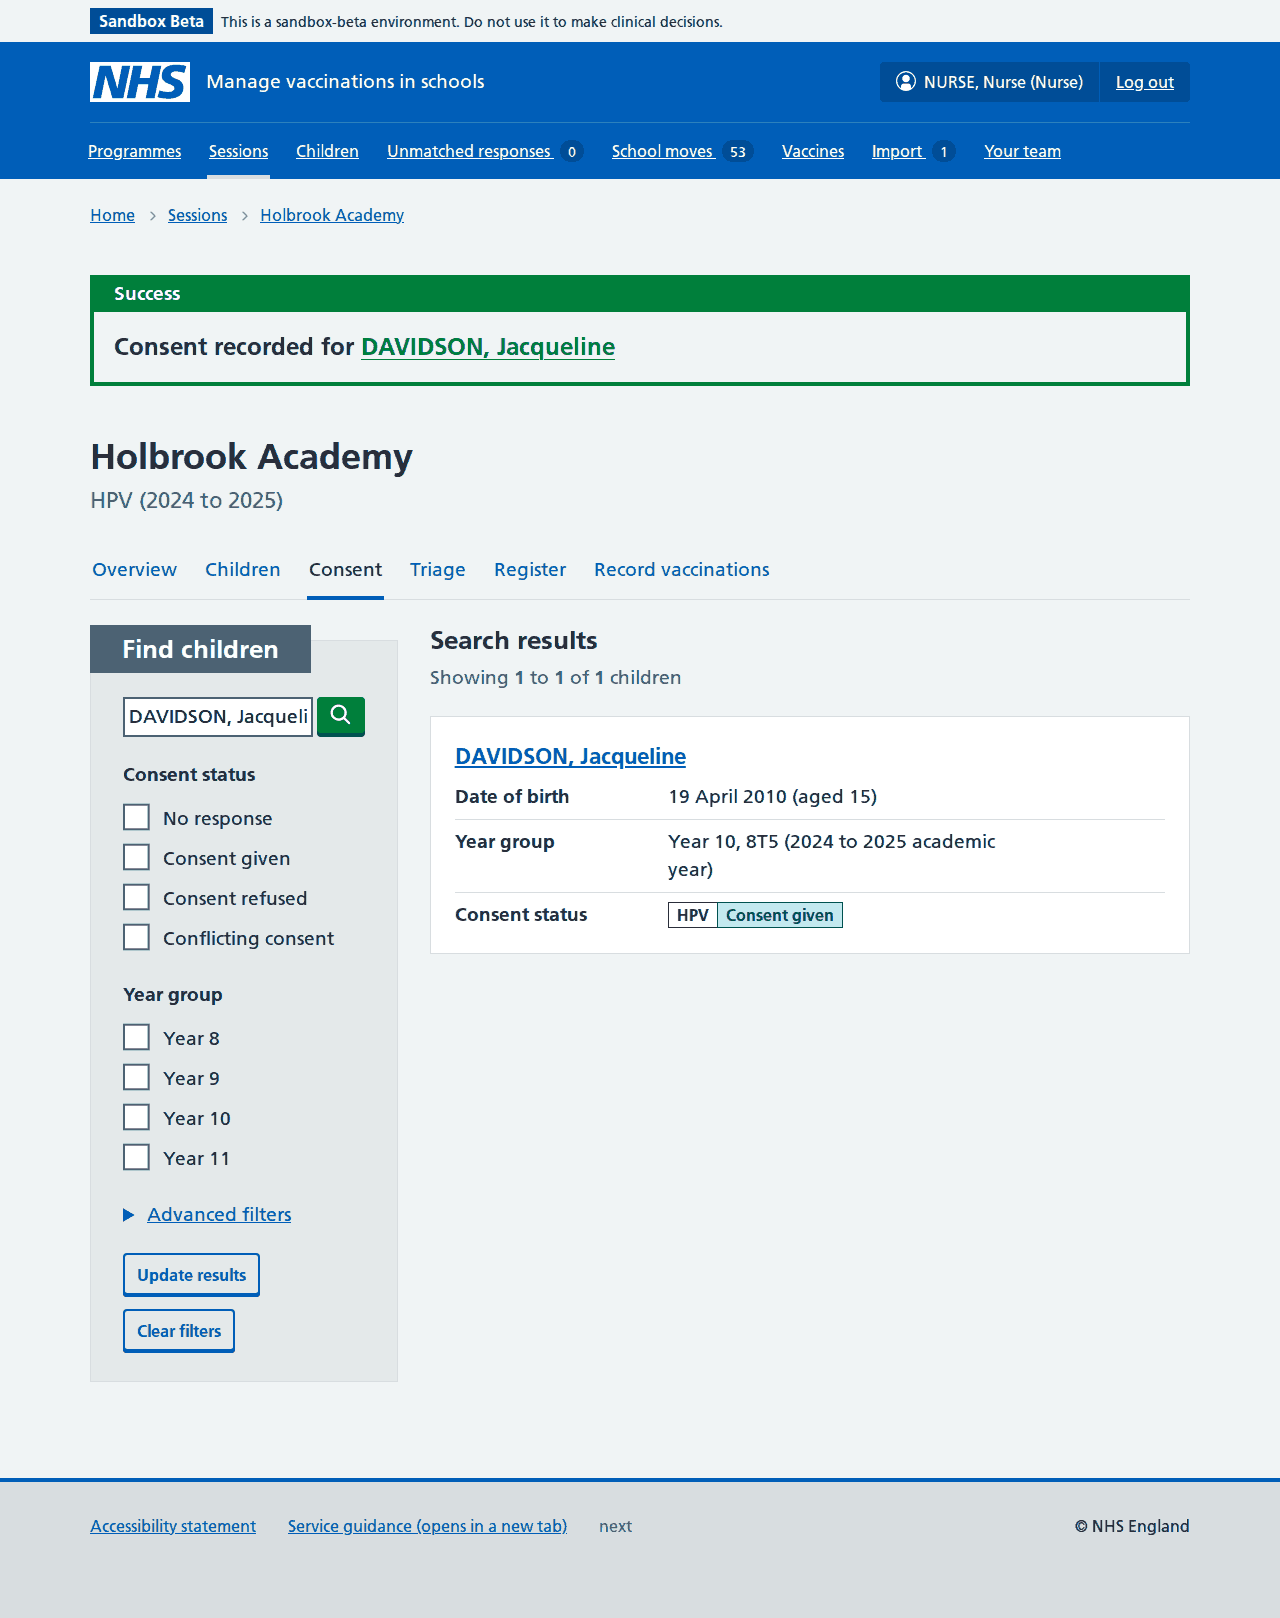 Sandbox Beta This is a sandbox-beta environment. Do not use it to make clinical decisions.
NHS Manage vaccinations in schools NURSE, Nurse (Nurse) Log out
Programmes Sessions Children Unmatched responses 0 School moves 53 Vaccines Import 1 Your team
Home Sessions Holbrook Academy
Success
Consent recorded for DAVIDSON, Jacqueline
Holbrook Academy
HPV (2024 to 2025)
Overview Children Consent Triage Register Record vaccinations
Find children
DAVIDSON, Jacqueli
Consent status
No response
Consent given
Consent refused
Conflicting consent
Year group
Year 8
Year 9
Year 10
Year 11
Advanced filters
Update results
Clear filters
Search results
Showing 1 to 1 of 1 children
DAVIDSON, Jacqueline
Date of birth 19 April 2010 (aged 15)
Year group Year 10, 8T5 (2024 to 2025 academic
year)
Consent status HPV Consent given
Accessibility statement Service guidance (opens in a new tab) next © NHS England